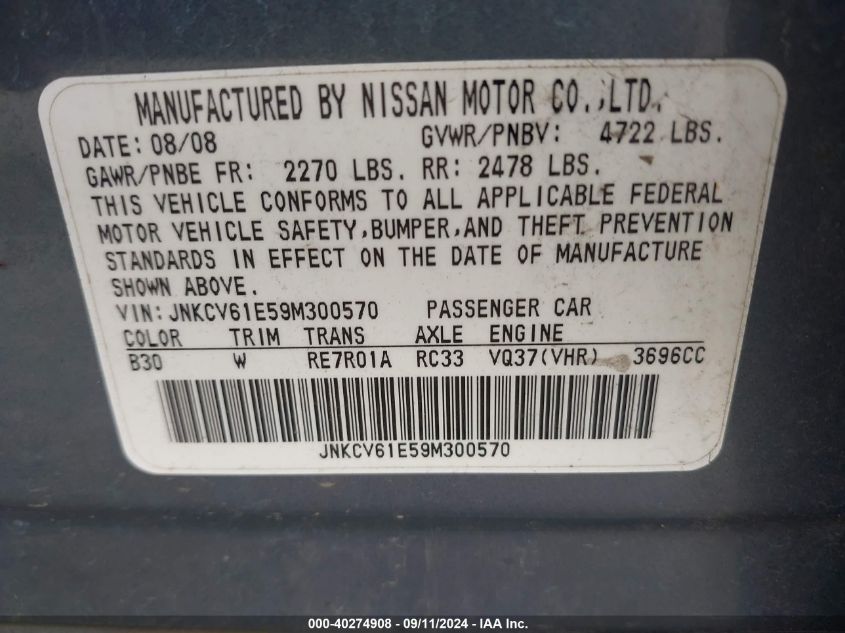 MANUFACTURED BY NISSAN MOTOR CO.,LTD.
DATE: 08/08 GVWR/PNBV: 4722 LBS.
GAWR/PNBE FR: 2270 LBS. RR: 2478 LBS.
THIS VEHICLE CONFORMS TO ALL APPLICABLE FEDERAL
MOTOR VEHICLE SAFETY,BUMPER,AND THEFT PREVENTION
STANDARDS IN EFFECT ON THE DATE OF MANUFACTURE
SHOWN ABOVE.
VIN: JNKCV61E59M300570 PASSENGER CAR
COLOR TRIM TRANS AXLE ENGINE
B30 W RE7R01A RC33 VQ37(VHR) 3696CC
JNKCV61E59M300570
000-40274908 - 09/11/2024 - IAA Inc.